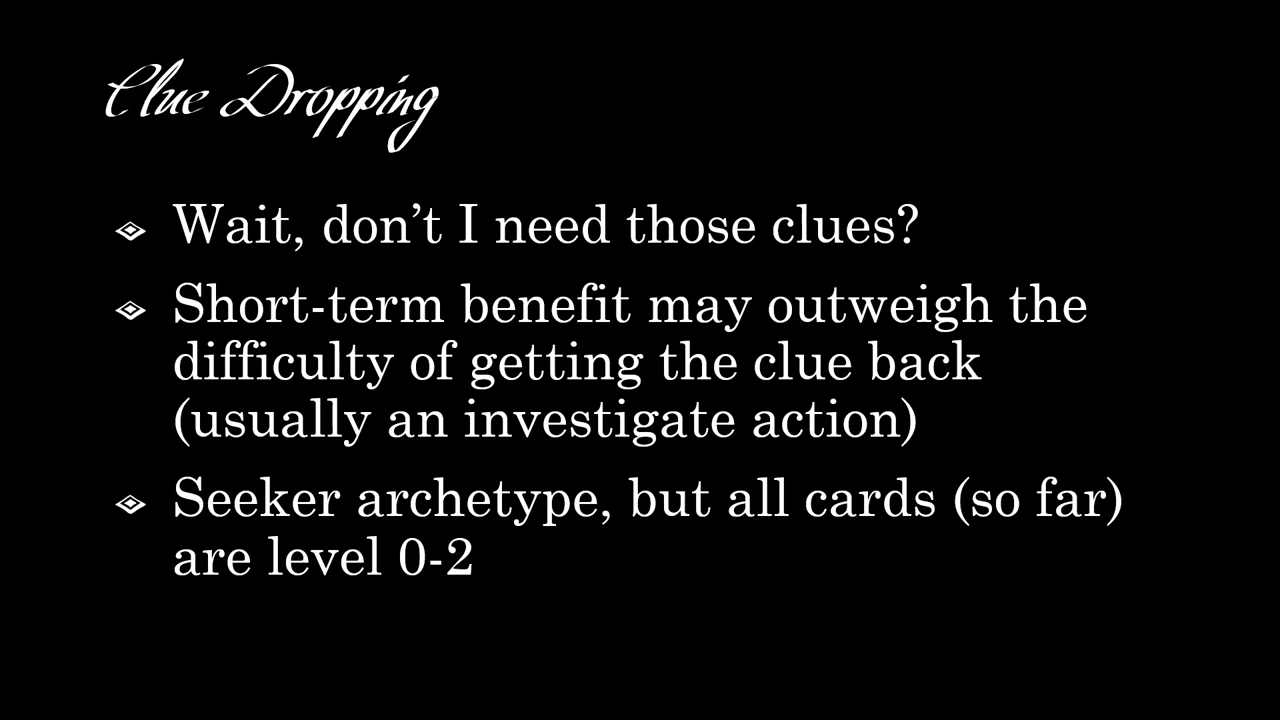 Clue Dropping
Wait, don’t I need those clues?
Short-term benefit may outweigh the
difficulty of getting the clue back
(usually an investigate action)
Seeker archetype, but all cards (so far)
are level 0-2